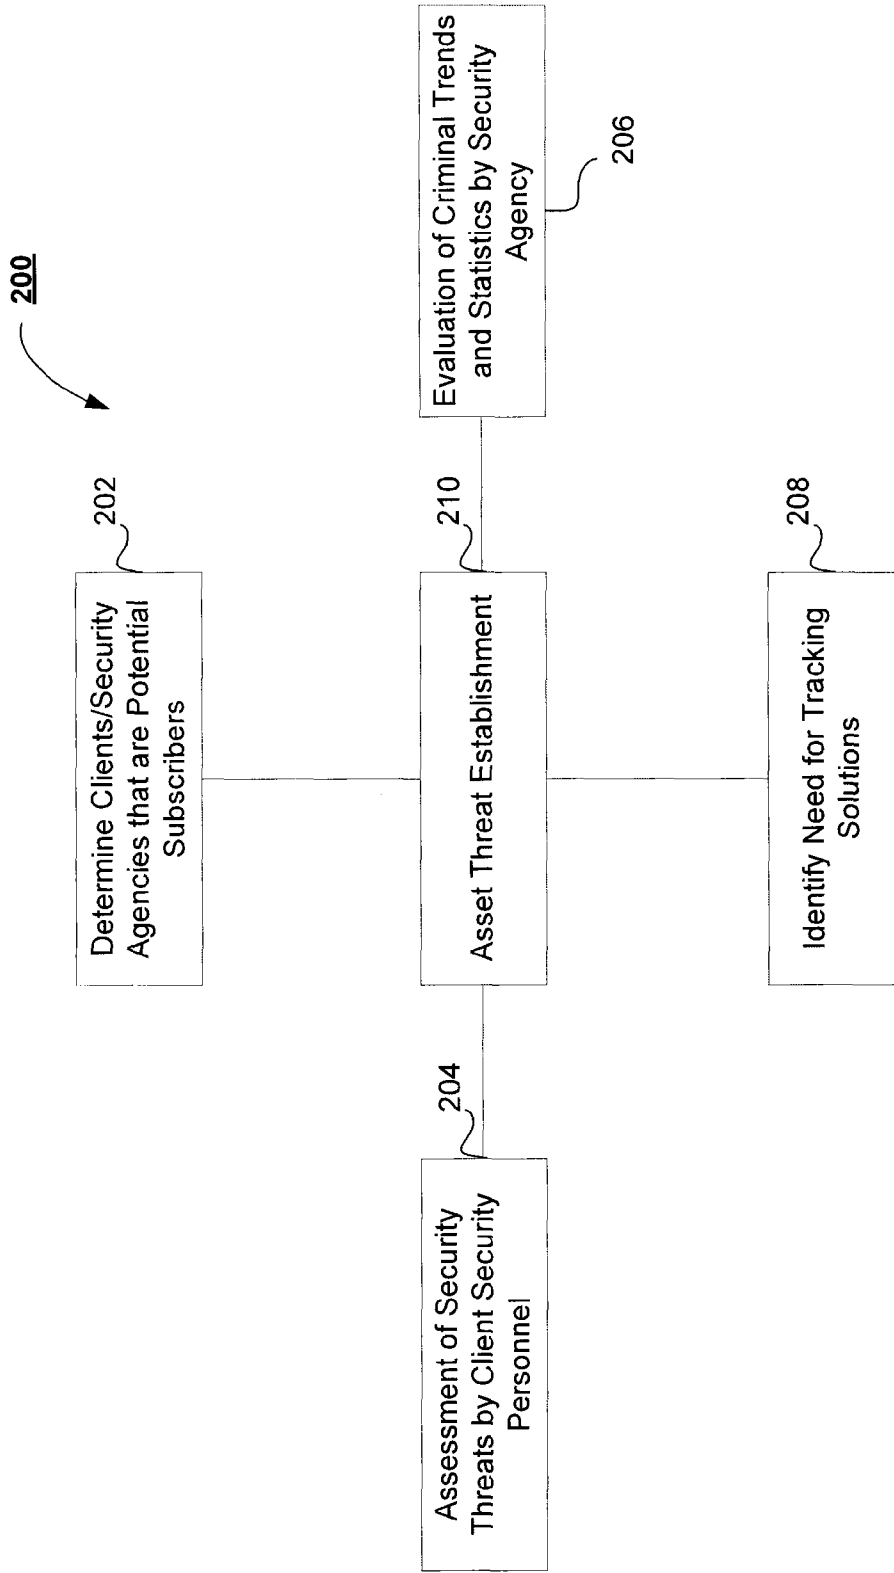 200
202
Determine Clients/Security
Agencies that are Potential
Subscribers
204
Assessment of Security
Threats by Client Security
Personnel
210
Asset Threat Establishment
Evaluation of Criminal Trends
and Statistics by Security
Agency
206
208
Identify Need for Tracking
Solutions